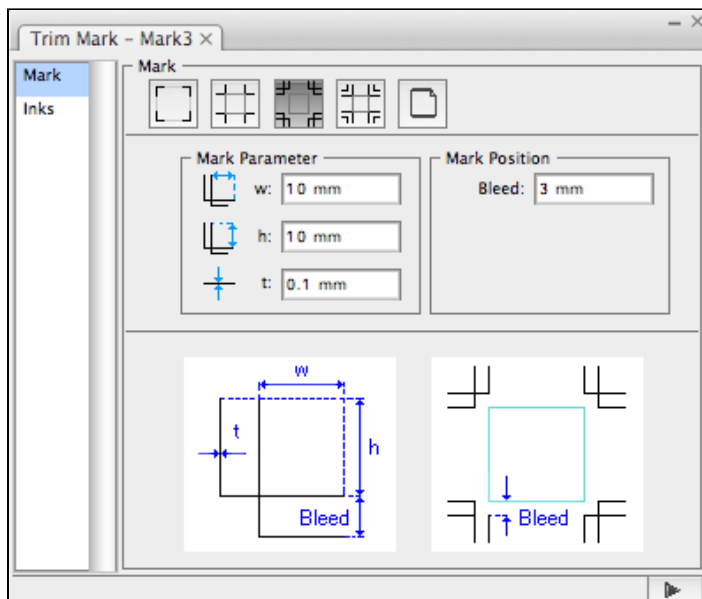 Trim Mark – Mark3 ×
Mark
Inks
Mark
Mark Parameter
w: 10 mm
h: 10 mm
t: 0.1 mm
Mark Position
Bleed: 3 mm
w
t
h
Bleed
Bleed